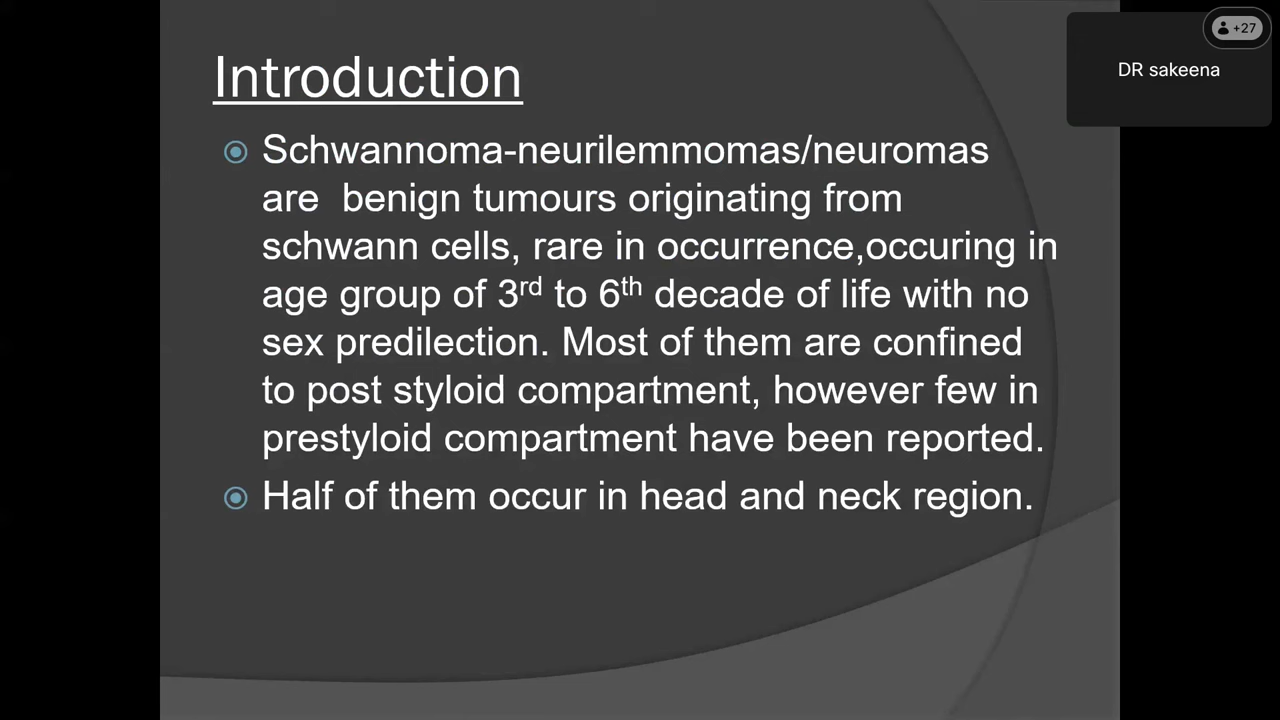 Introduction
Schwannoma-neurilemmomas/neuromas
are benign tumours originating from
schwann cells, rare in occurrence,occuring in
age group of 3rd to 6th decade of life with no
sex predilection. Most of them are confined
to post styloid compartment, however few in
prestyloid compartment have been reported.
Half of them occur in head and neck region.
+27
DR sakeena